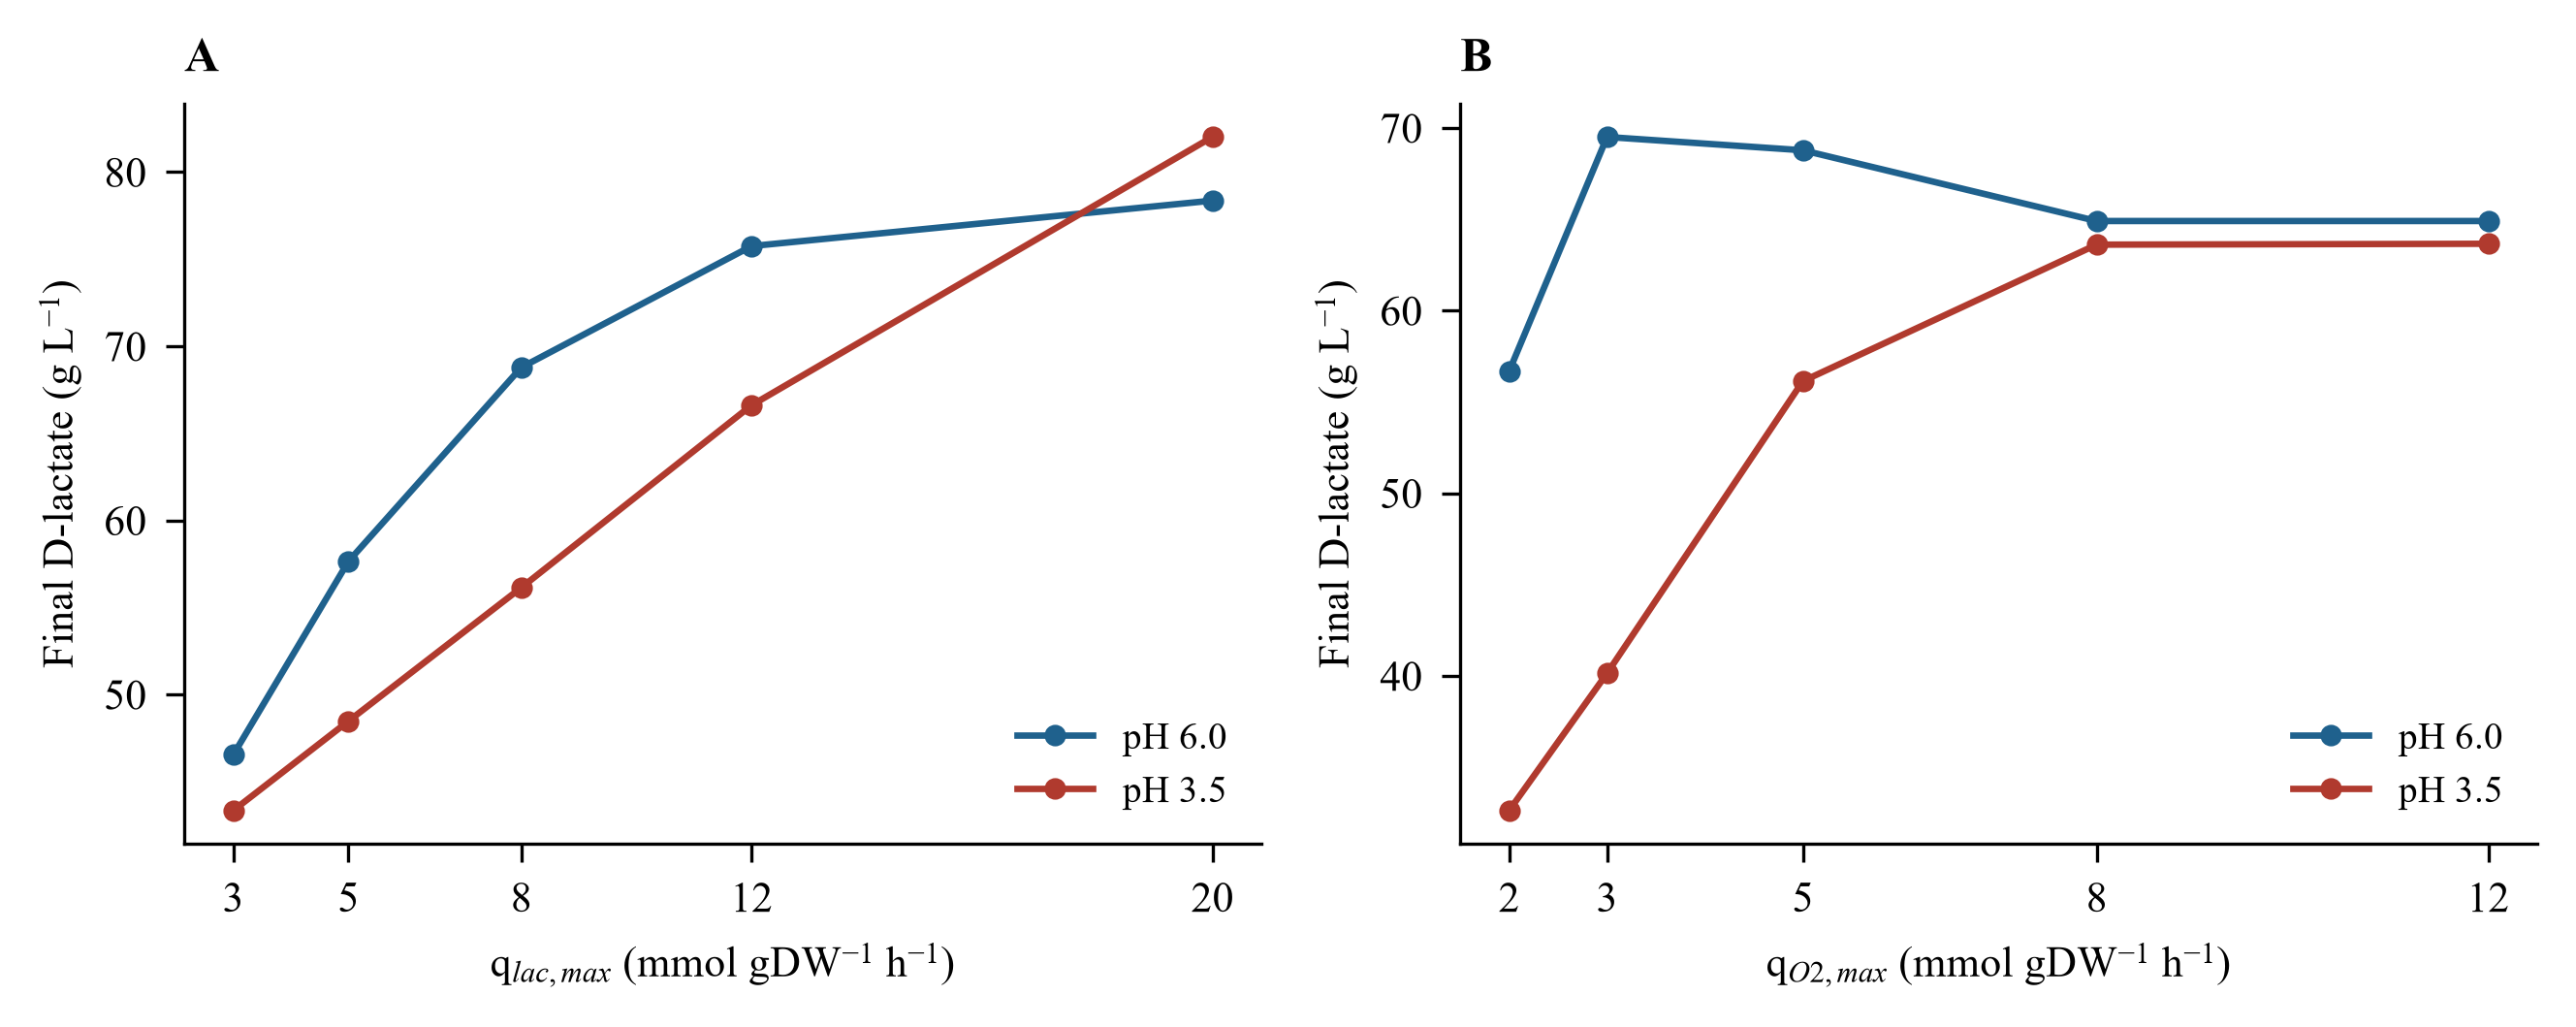 A
Final D-lactate (g L⁻¹)
80
70
60
50
3 5 8 12 20
q_lac,max (mmol gDW⁻¹ h⁻¹)
pH 6.0
pH 3.5
B
Final D-lactate (g L⁻¹)
70
60
50
40
2 3 5 8 12
q_O2,max (mmol gDW⁻¹ h⁻¹)
pH 6.0
pH 3.5